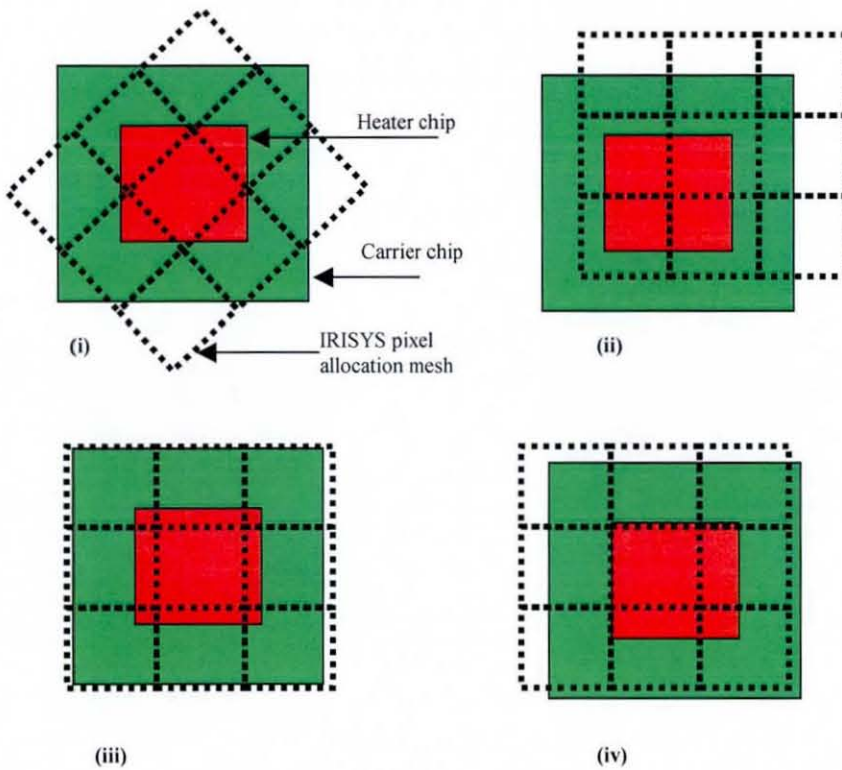 Heater chip
Carrier chip
(i)
IRISYS pixel
allocation mesh
(ii)
(iii)
(iv)